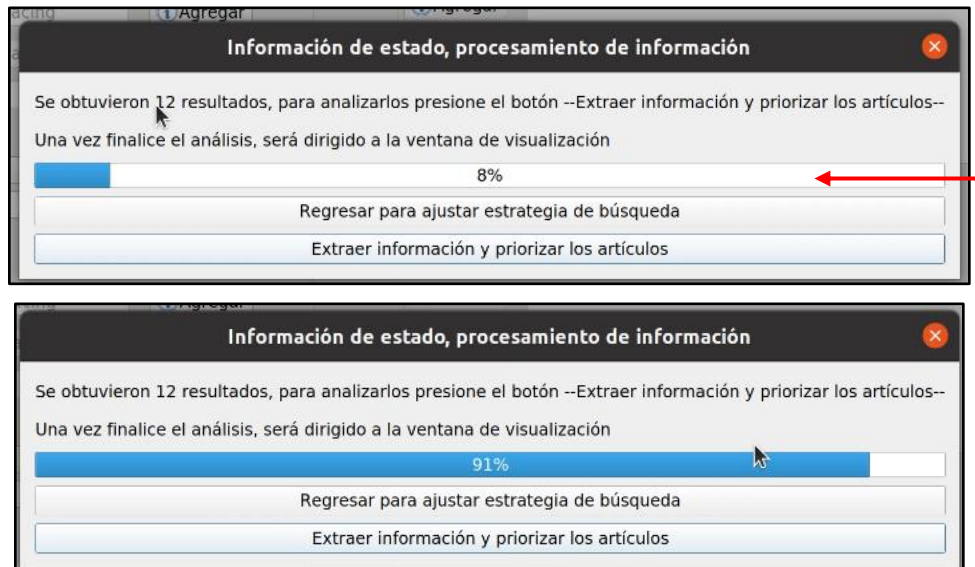 Agregar
Información de estado, procesamiento de información
Se obtuvieron 12 resultados, para analizarlos presione el botón --Extraer información y priorizar los artículos--
Una vez finalice el análisis, será dirigido a la ventana de visualización
8%
Regresar para ajustar estrategia de búsqueda
Extraer información y priorizar los artículos
Información de estado, procesamiento de información
Se obtuvieron 12 resultados, para analizarlos presione el botón --Extraer información y priorizar los artículos--
Una vez finalice el análisis, será dirigido a la ventana de visualización
91%
Regresar para ajustar estrategia de búsqueda
Extraer información y priorizar los artículos